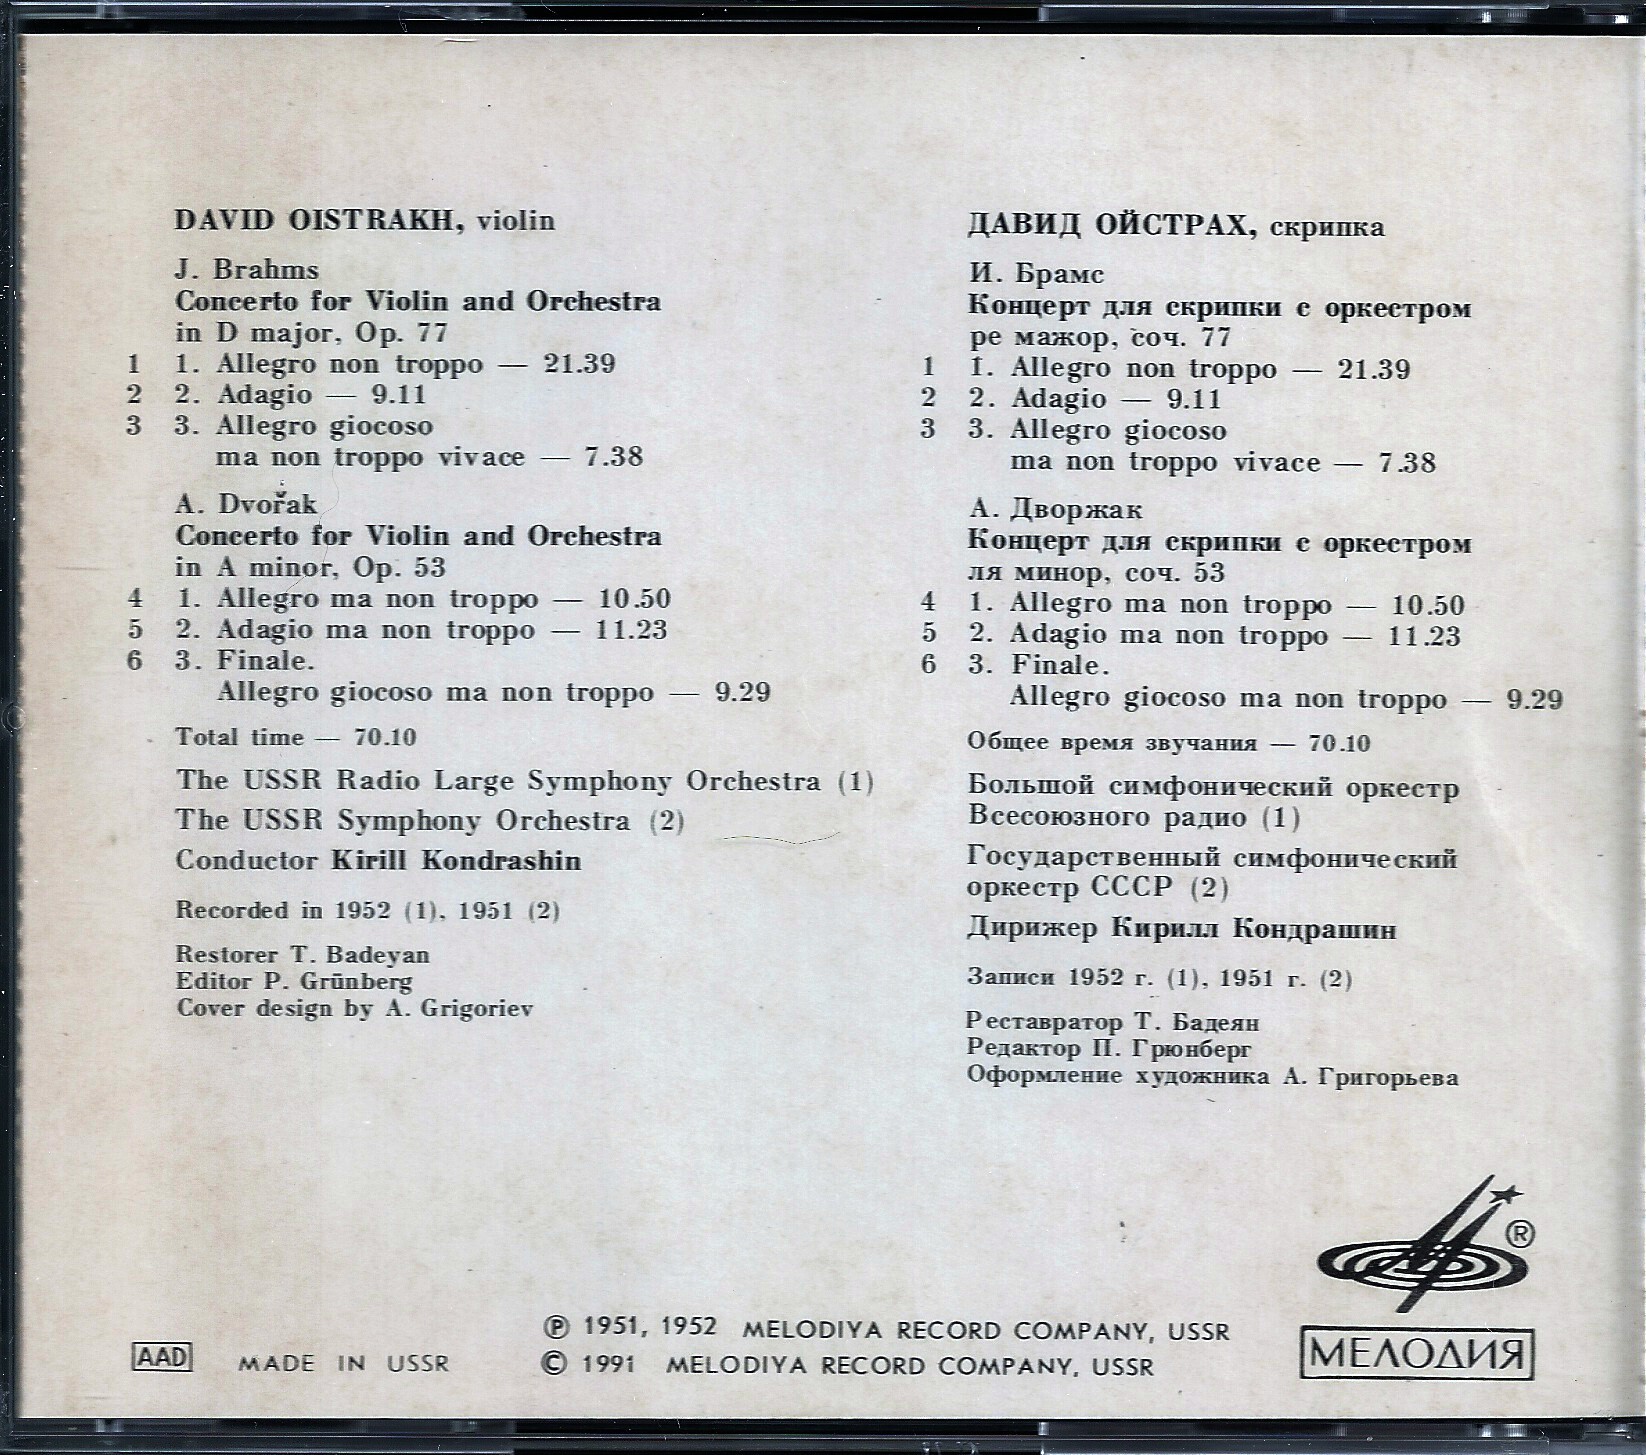 DAVID OISTRAKH, violin
J. Brahms
Concerto for Violin and Orchestra
in D major, Op. 77
1 1. Allegro non troppo — 21.39
2 2. Adagio — 9.11
3 3. Allegro giocoso
ma non troppo vivace — 7.38
A. Dvořak
Concerto for Violin and Orchestra
in A minor, Op. 53
4 1. Allegro ma non troppo — 10.50
5 2. Adagio ma non troppo — 11.23
6 3. Finale.
Allegro giocoso ma non troppo — 9.29
Total time — 70.10
The USSR Radio Large Symphony Orchestra (1)
The USSR Symphony Orchestra (2)
Conductor Kirill Kondrashin
Recorded in 1952 (1), 1951 (2)
Restorer T. Badeyan
Editor P. Grünberg
Cover design by A. Grigoriev
ДАВИД ОЙСТРАХ, скрипка
И. Брамс
Концерт для скрипки с оркестром
ре мажор, соч. 77
1 1. Allegro non troppo — 21.39
2 2. Adagio — 9.11
3 3. Allegro giocoso
ma non troppo vivace — 7.38
А. Дворжак
Концерт для скрипки с оркестром
ля минор, соч. 53
4 1. Allegro ma non troppo — 10.50
5 2. Adagio ma non troppo — 11.23
6 3. Finale.
Allegro giocoso ma non troppo — 9.29
Общее время звучания — 70.10
Большой симфонический оркестр
Всесоюзного радио (1)
Государственный симфонический
оркестр СССР (2)
Дирижер Кирилл Кондрашин
Записи 1952 г. (1), 1951 г. (2)
Реставратор Т. Бадеян
Редактор П. Грюнберг
Оформление художника А. Григорьева
®
AAD MADE IN USSR
℗ 1951, 1952 MELODIYA RECORD COMPANY, USSR
© 1991 MELODIYA RECORD COMPANY, USSR
МЕЛОДИЯ